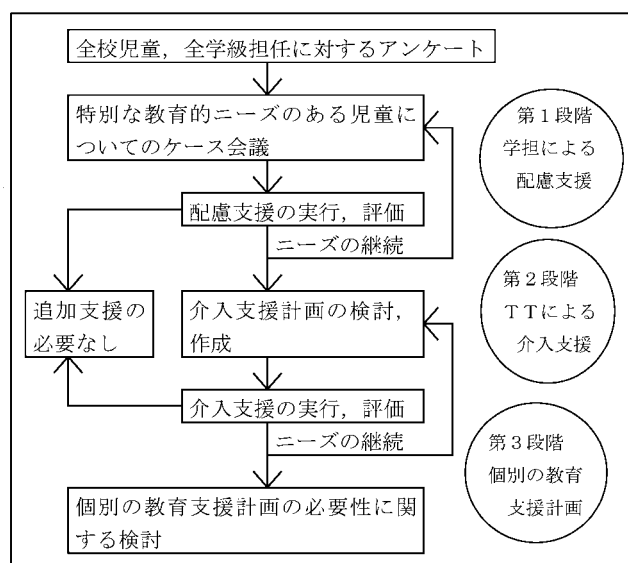 全校児童，全学級担任に対するアンケート
特別な教育的ニーズのある児童に
ついてのケース会議
配慮支援の実行，評価
ニーズの継続
追加支援の
必要なし
介入支援計画の検討，
作成
介入支援の実行，評価
ニーズの継続
個別の教育支援計画の必要性に関
する検討
第１段階
学担による
配慮支援
第２段階
ＴＴによる
介入支援
第３段階
個別の教育
支援計画